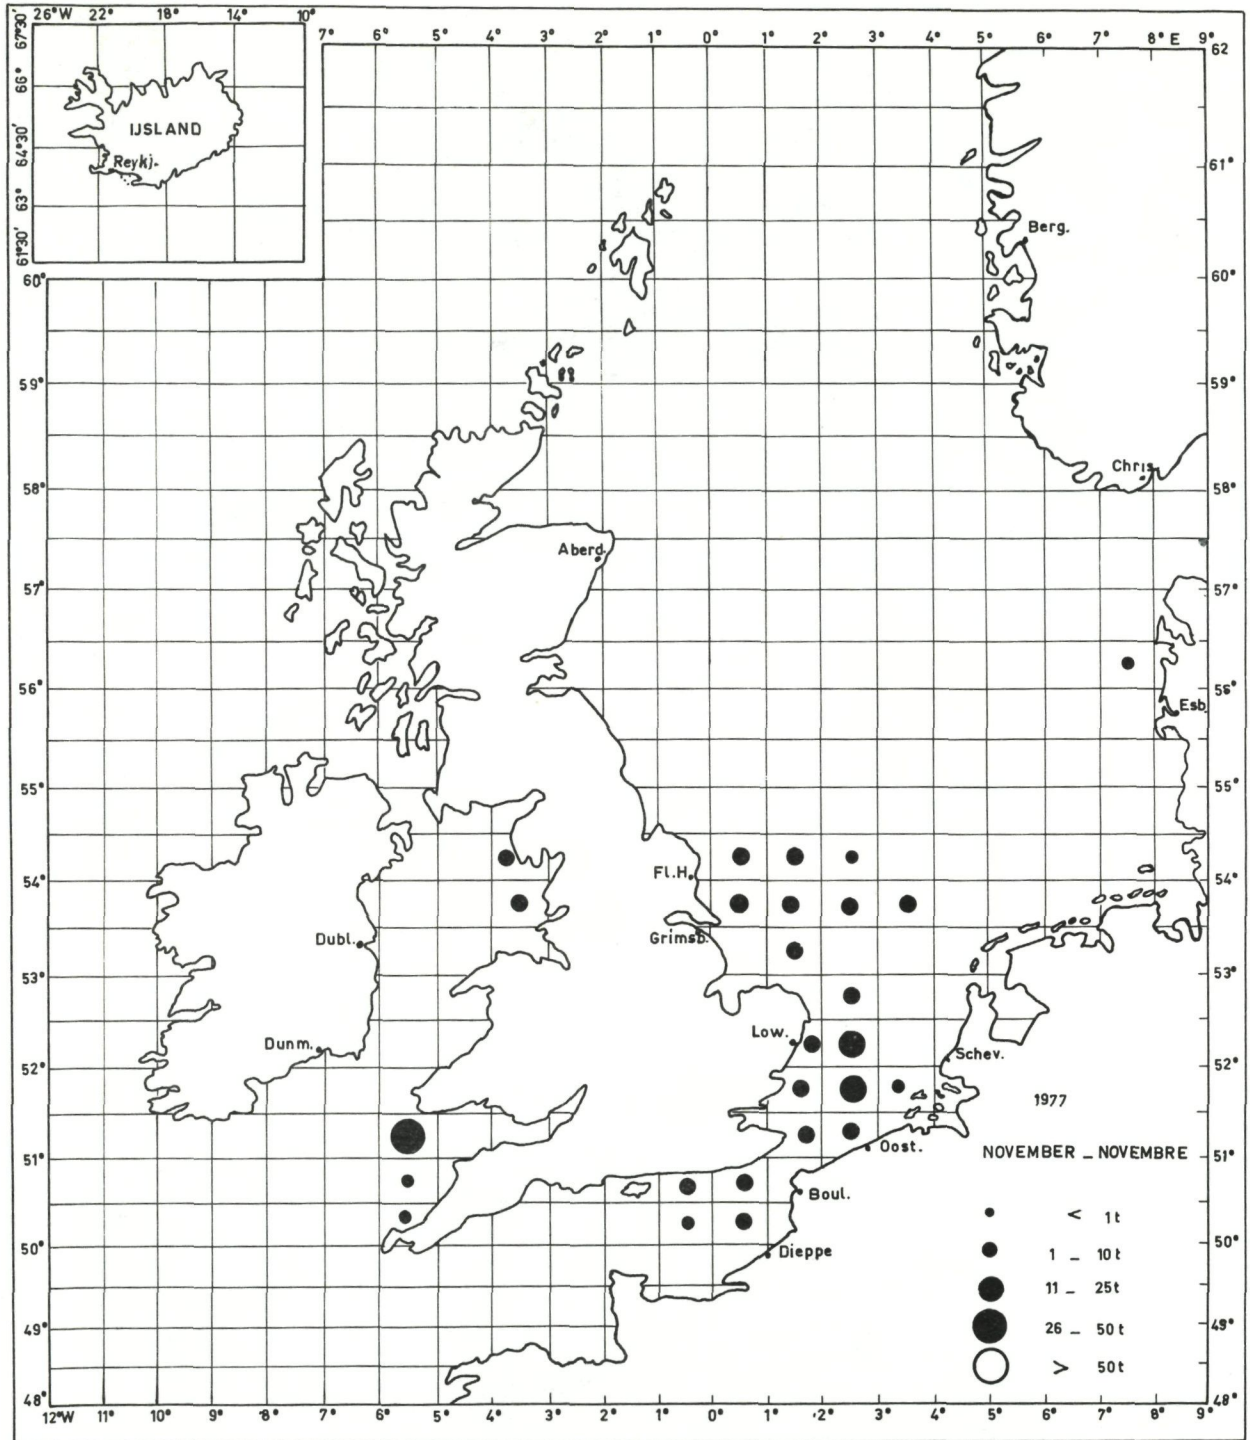 26°W 22° 18° 14° 10°
67°30' 66° 64°30' 63° 61°30'
IJSLAND
Reykj.
7° 6° 5° 4° 3° 2° 1° 0° 1° 2° 3° 4° 5° 6° 7° 8° E 9°
62
61°
Berg.
60° 60°
59° 59°
Chris
58° 58°
Aberd.
57° 57°
56° 56°
Esb.
55° 55°
Fl.H.
54° 54°
Dubl.
Grimsb.
53° 53°
Low.
Dunm.
Schev.
52° 52°
1977
Oost.
51° 51°
NOVEMBER _ NOVEMBRE
Boul.
< 1t
50° 50°
Dieppe
1 _ 10t
11 _ 25t
49° 49°
26 _ 50t
> 50t
48° 48°
12°W 11° 10° 9° 8° 7° 6° 5° 4° 3° 2° 1° 0° 1° 2° 3° 4° 5° 6° 7° 8° 9°